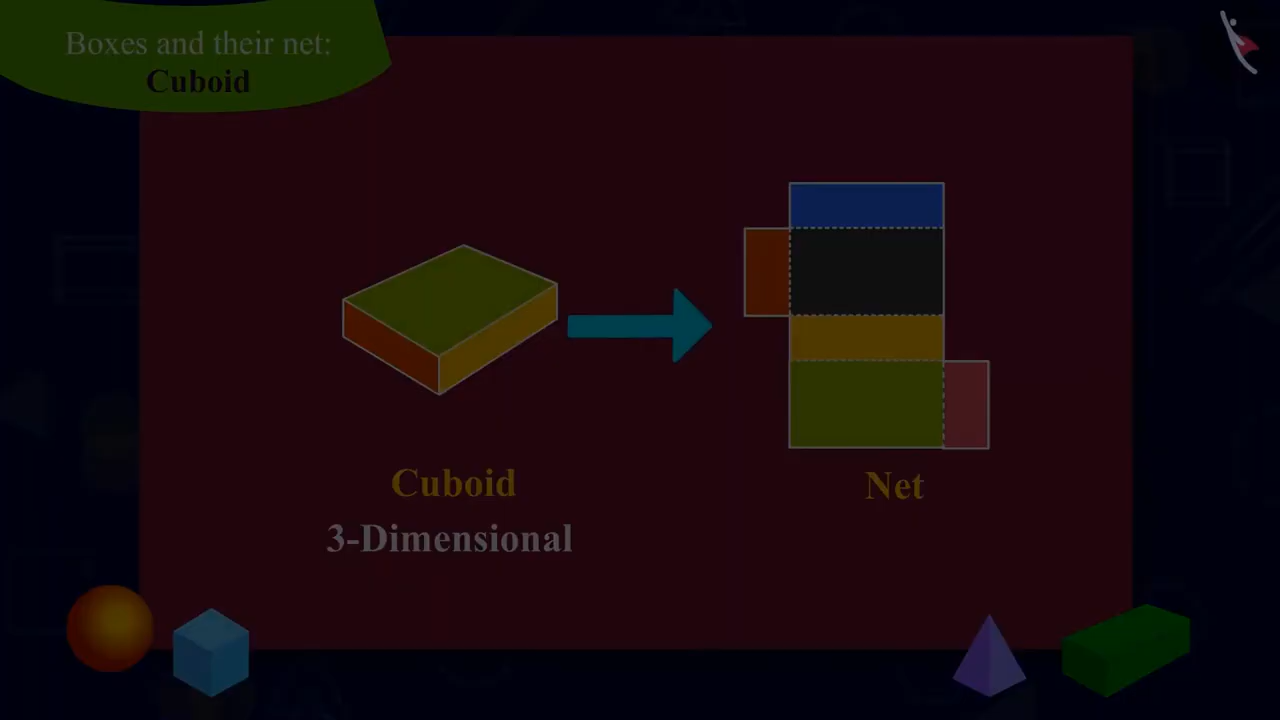 Boxes and their net:
Cuboid
Cuboid
Net
3-Dimensional